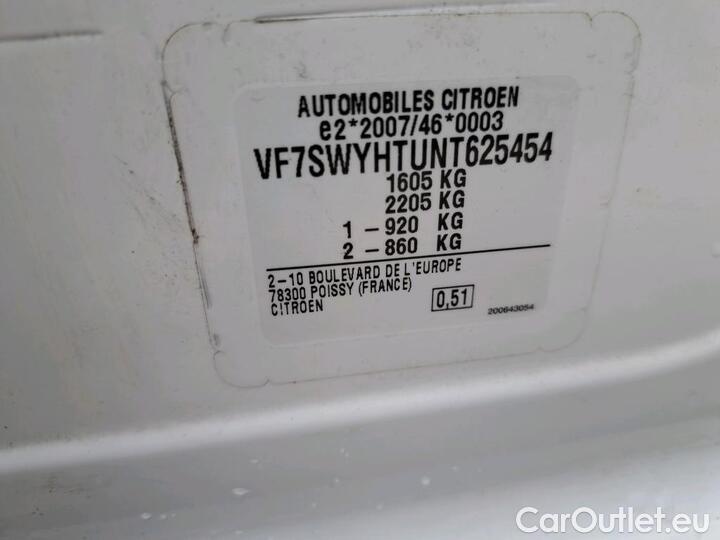 AUTOMOBILES CITROEN
e2*2007/46*0003
VF7SWYHTUNT625454
1605 KG
2205 KG
1 -920 KG
2 -860 KG
2-10 BOULEVARD DE L'EUROPE
78300 POISSY (FRANCE)
CITROEN
0,51
200643054
CarOutlet.eu